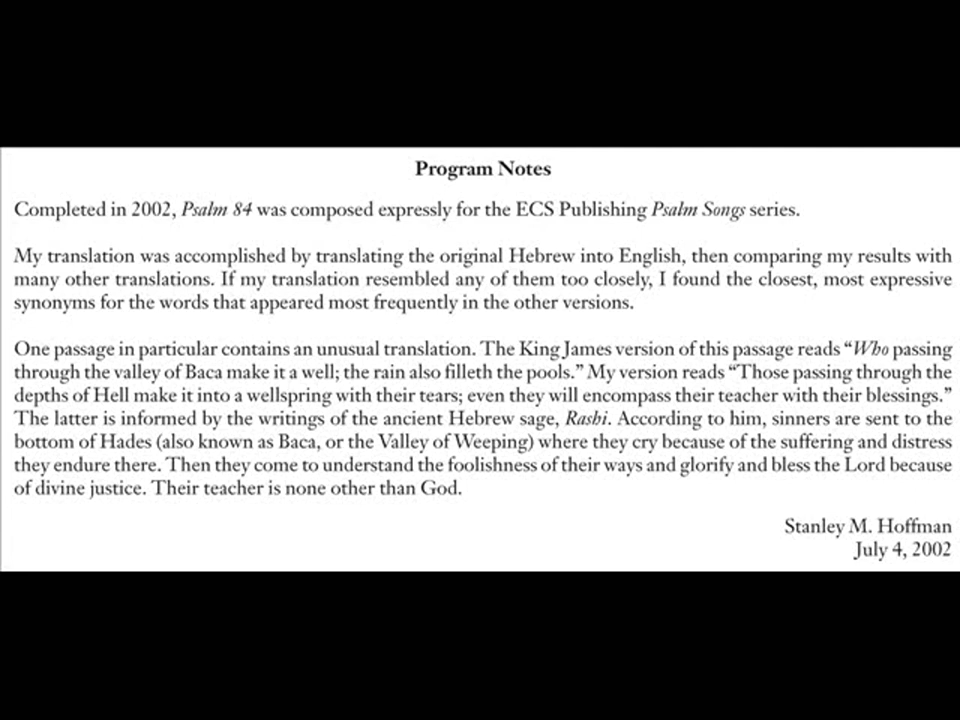 Program Notes
Completed in 2002, Psalm 84 was composed expressly for the ECS Publishing Psalm Songs series.
My translation was accomplished by translating the original Hebrew into English, then comparing my results with
many other translations. If my translation resembled any of them too closely, I found the closest, most expressive
synonyms for the words that appeared most frequently in the other versions.
One passage in particular contains an unusual translation. The King James version of this passage reads “Who passing
through the valley of Baca make it a well; the rain also filleth the pools.” My version reads “Those passing through the
depths of Hell make it into a wellspring with their tears; even they will encompass their teacher with their blessings.”
The latter is informed by the writings of the ancient Hebrew sage, Rashi. According to him, sinners are sent to the
bottom of Hades (also known as Baca, or the Valley of Weeping) where they cry because of the suffering and distress
they endure there. Then they come to understand the foolishness of their ways and glorify and bless the Lord because
of divine justice. Their teacher is none other than God.
Stanley M. Hoffman
July 4, 2002